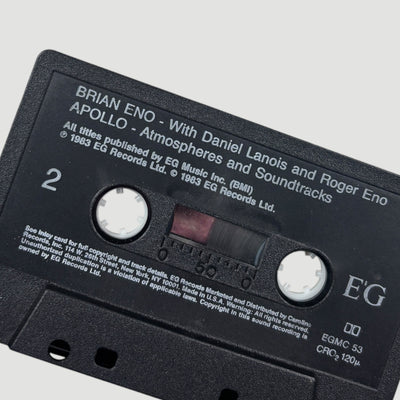 BRIAN ENO - With Daniel Lanois and Roger Eno
APOLLO - Atmospheres and Soundtracks
All titles published by EG Music Inc. (BMI)
℗ 1983 EG Records Ltd. © 1983 EG Records Ltd.
2
0 50 0
See inlay card for full copyright and track details. EG Records Marketed and Distributed by Caroline
Records, Inc. 114 W. 26th Street, New York, NY 10001. Made in U.S.A. Warning: All rights reserved.
Unauthorized duplication is a violation of applicable laws. Copyright in this sound recording is
owned by EG Records Ltd.
EG
EGMC 53
CRO₂ 120µ